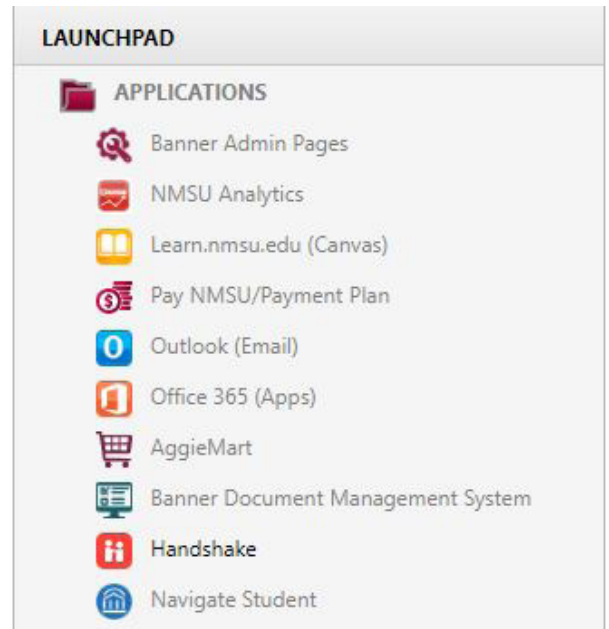 LAUNCHPAD
APPLICATIONS
Banner Admin Pages
NMSU Analytics
Learn.nmsu.edu (Canvas)
Pay NMSU/Payment Plan
Outlook (Email)
Office 365 (Apps)
AggieMart
Banner Document Management System
Handshake
Navigate Student